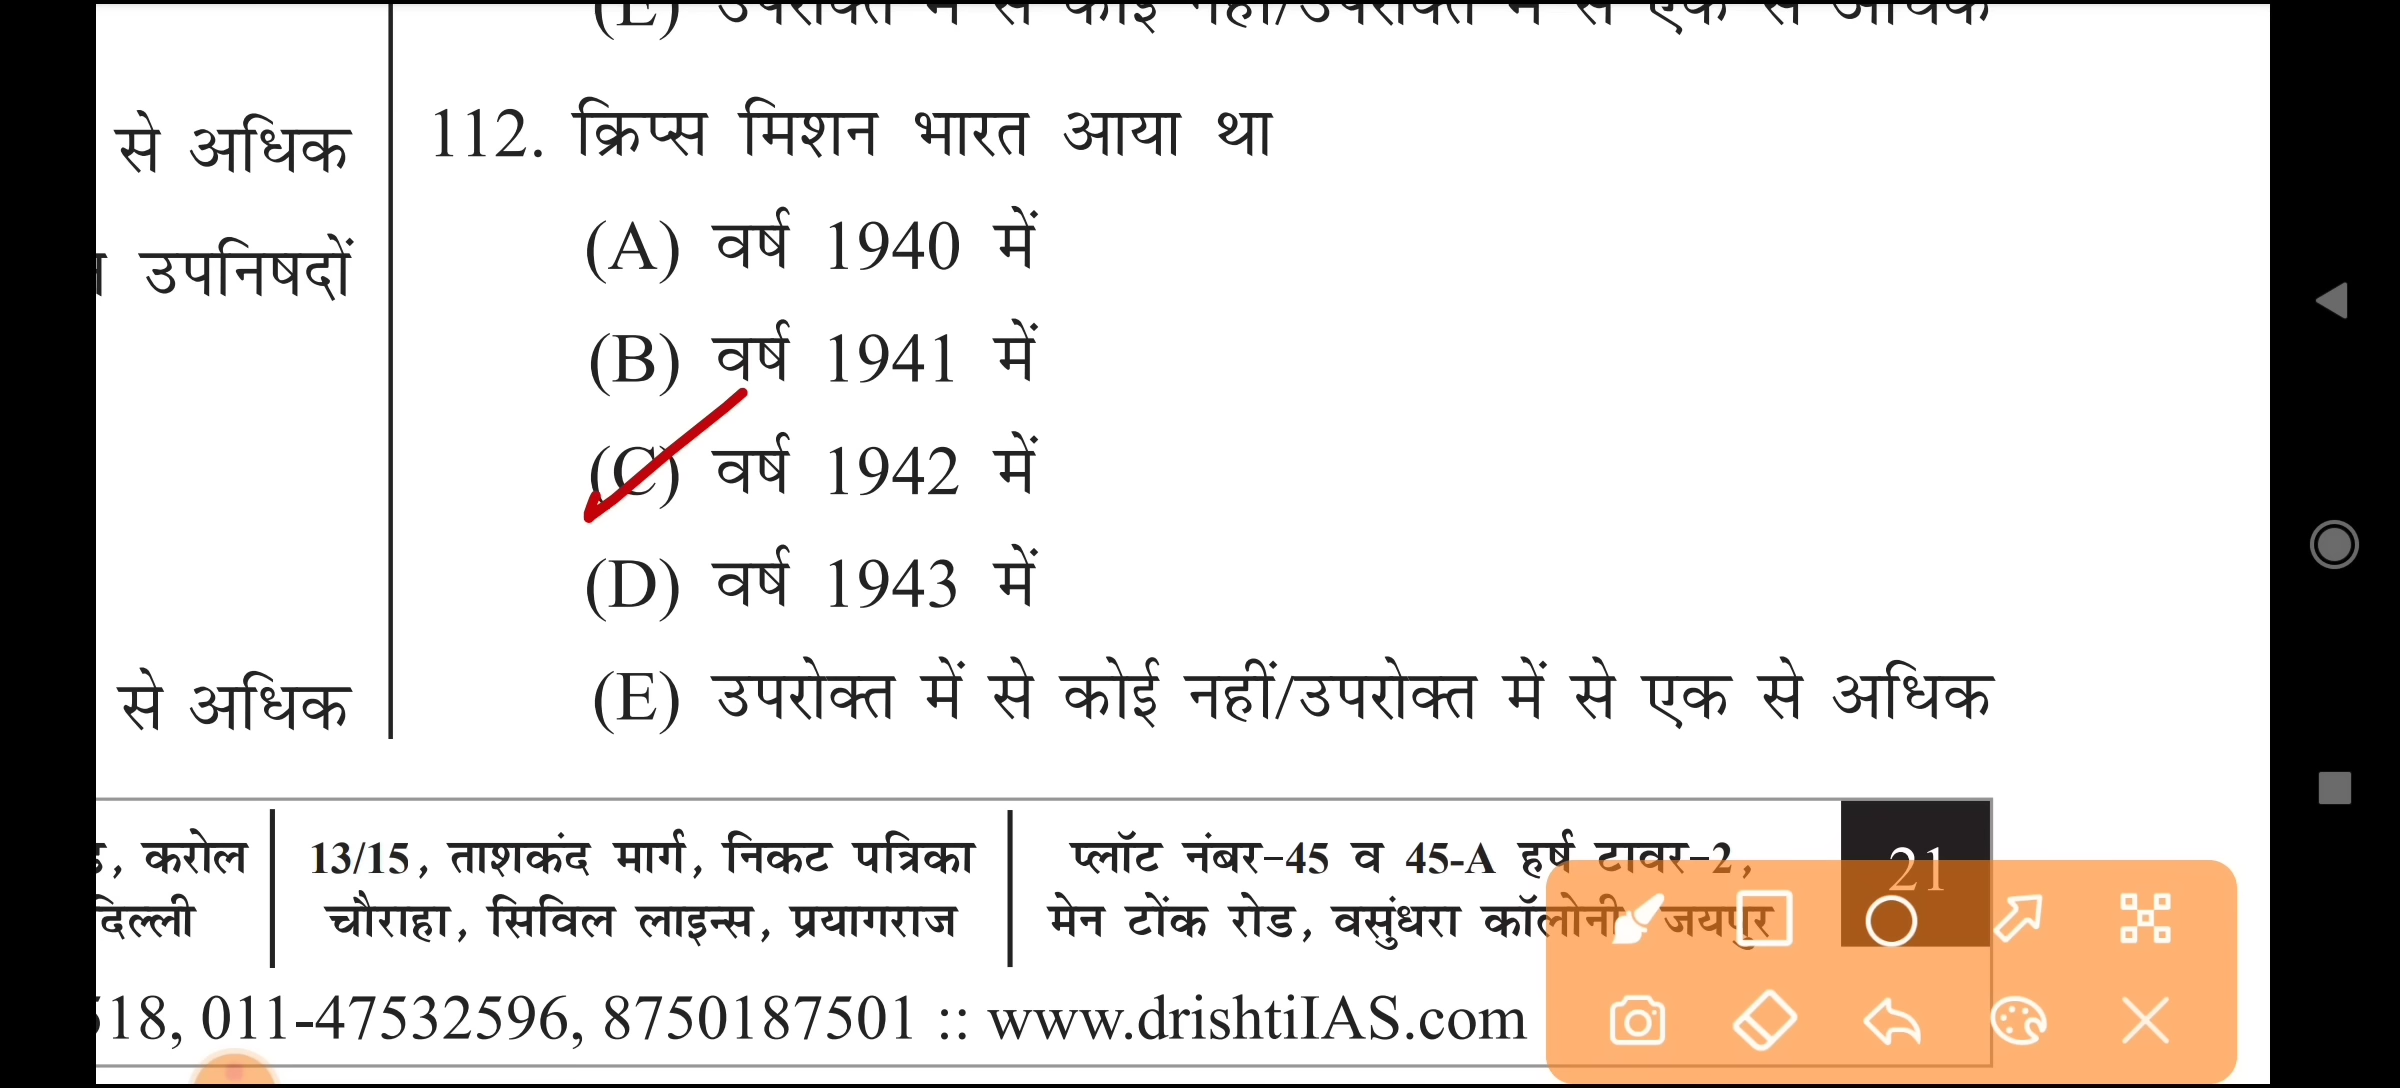 से अधिक
उपनिषदों
से अधिक
112. क्रिप्स मिशन भारत आया था
(A) वर्ष 1940 में
(B) वर्ष 1941 में
(C) वर्ष 1942 में
(D) वर्ष 1943 में
(E) उपरोक्त में से कोई नहीं/उपरोक्त में से एक से अधिक
करोल
दिल्ली
13/15, ताशकंद मार्ग, निकट पत्रिका
चौराहा, सिविल लाइन्स, प्रयागराज
प्लॉट नंबर-45 व 45-A हर्ष टावर-2,
मेन टोंक रोड, वसुंधरा कॉलोनी जयपुर
21
18, 011-47532596, 8750187501 :: www.drishtiIAS.com